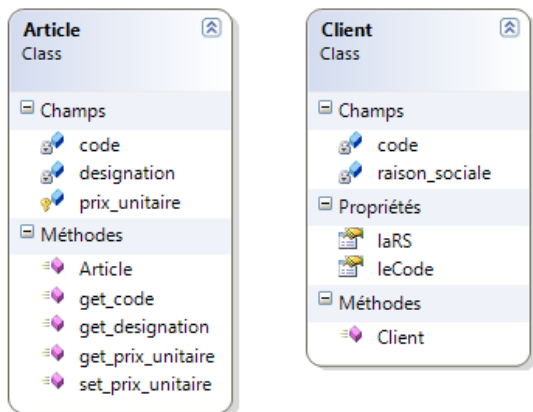 Article
Class
Champs
code
designation
prix_unitaire
Méthodes
Article
get_code
get_designation
get_prix_unitaire
set_prix_unitaire
Client
Class
Champs
code
raison_sociale
Propriétés
laRS
leCode
Méthodes
Client